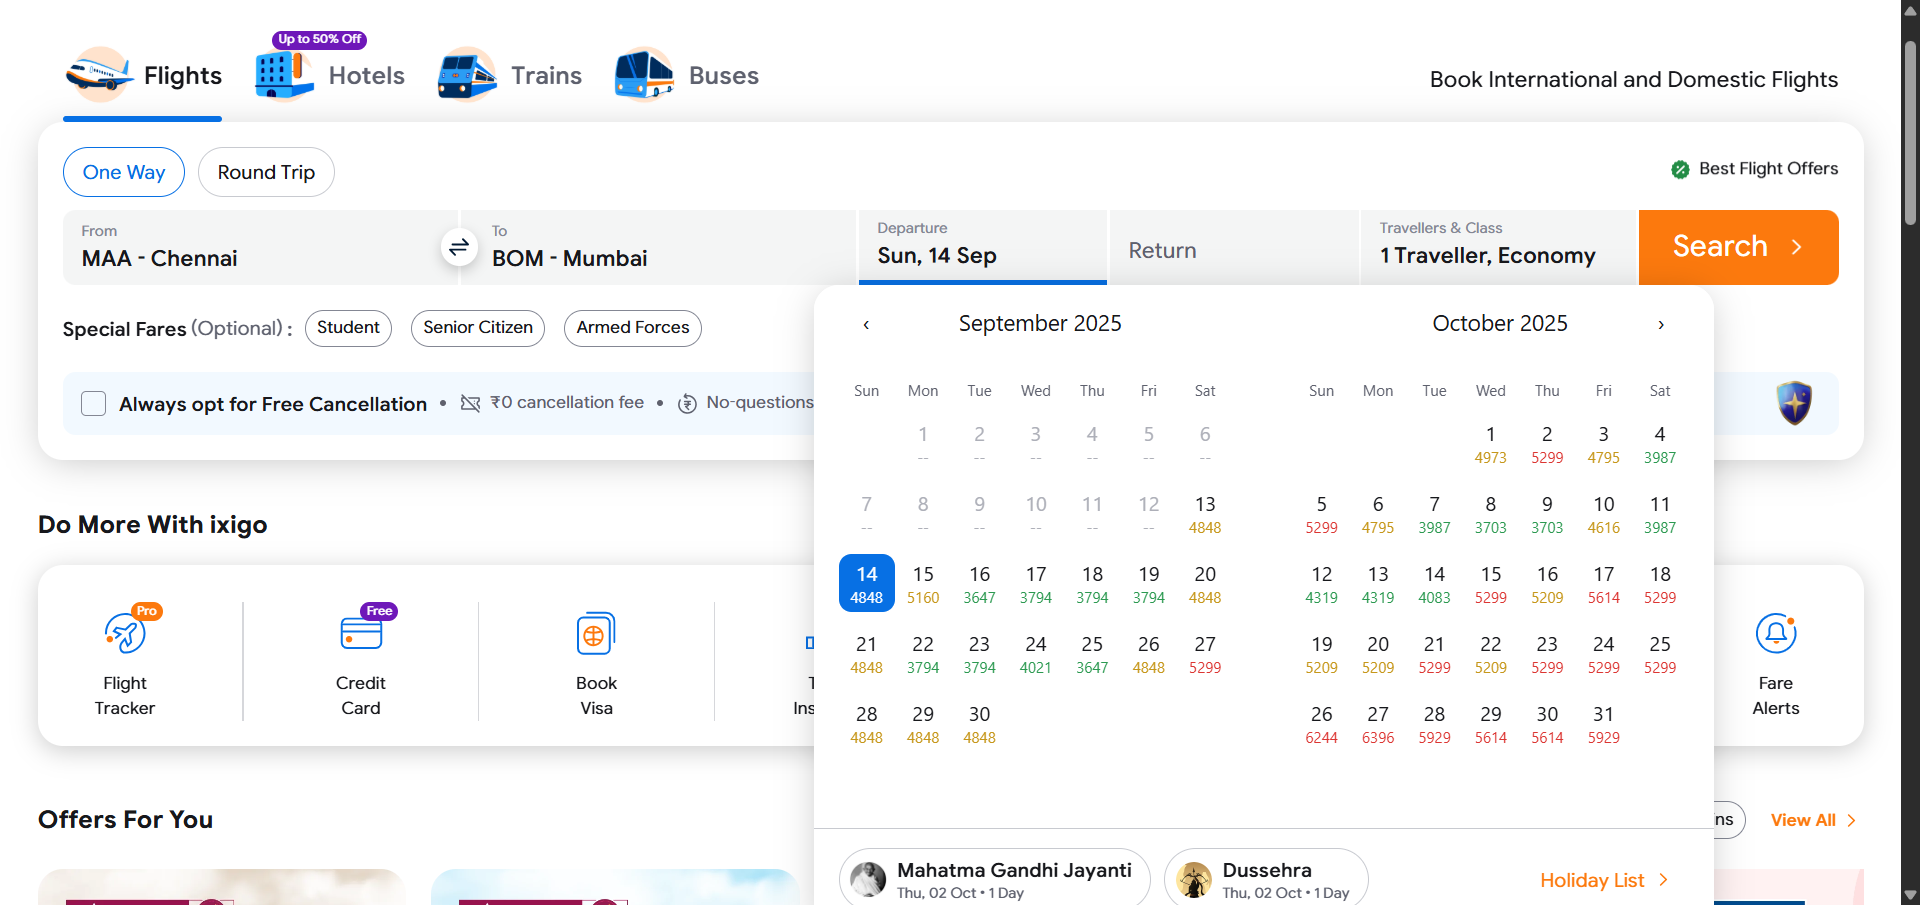 Up to 50% Off
Flights
Hotels
Trains
Buses
Book International and Domestic Flights
One Way
Round Trip
Best Flight Offers
From
MAA - Chennai
To
BOM - Mumbai
Departure
Sun, 14 Sep
Return
Travellers & Class
1 Traveller, Economy
Search
Special Fares (Optional) :
Student
Senior Citizen
Armed Forces
Always opt for Free Cancellation • ₹0 cancellation fee • No-questions
September 2025
Sun Mon Tue Wed Thu Fri Sat
1 2 3 4 5 6
-- -- -- -- -- --
7 8 9 10 11 12 13
-- -- -- -- -- -- 4848
14 15 16 17 18 19 20
4848 5160 3647 3794 3794 3794 4848
21 22 23 24 25 26 27
4848 3794 3794 4021 3647 4848 5299
28 29 30
4848 4848 4848
October 2025
Sun Mon Tue Wed Thu Fri Sat
1 2 3 4
4973 5299 4795 3987
5 6 7 8 9 10 11
5299 4795 3987 3703 3703 4616 3987
12 13 14 15 16 17 18
4319 4319 4083 5299 5209 5614 5299
19 20 21 22 23 24 25
5209 5209 5299 5209 5299 5299 5299
26 27 28 29 30 31
6244 6396 5929 5614 5614 5929
Mahatma Gandhi Jayanti
Thu, 02 Oct • 1 Day
Dussehra
Thu, 02 Oct • 1 Day
Holiday List
Do More With ixigo
Pro
Flight
Tracker
Free
Credit
Card
Book
Visa
Fare
Alerts
Offers For You
View All